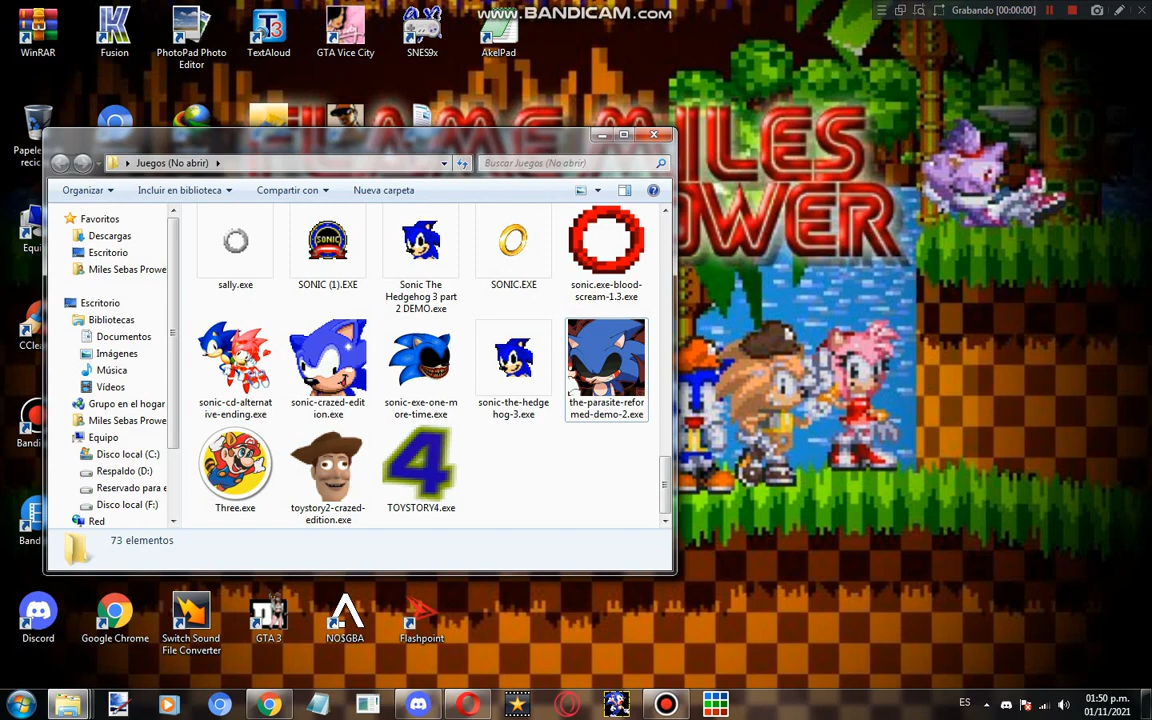 www.BANDICAM.com
Grabando [00:00:00]
WinRAR
Fusion
PhotoPad Photo
Editor
TextAloud
GTA Vice City
SNES9x
AkelPad
Papele
recic
MILES
Juegos (No abrir)
Buscar Juegos (No abrir)
Organizar
Incluir en biblioteca
Compartir con
Nueva carpeta
Favoritos
Descargas
Escritorio
Miles Sebas Prowe
Escritorio
Bibliotecas
Documentos
Imágenes
Música
Vídeos
Grupo en el hogar
Miles Sebas Prowe
Equipo
Disco local (C:)
Respaldo (D:)
Reservado para e
Disco local (F:)
Red
sally.exe
SONIC (1).EXE
Sonic The
Hedgehog 3 part
2 DEMO.exe
SONIC.EXE
sonic.exe-blood-
scream-1.3.exe
sonic-cd-alternat
ive-ending.exe
sonic-crazed-edit
ion.exe
sonic-exe-one-m
ore-time.exe
sonic-the-hedge
hog-3.exe
the-parasite-refor
med-demo-2.exe
Three.exe
toystory2-crazed-
edition.exe
TOYSTORY4.exe
73 elementos
Equi
CClea
Bandi
Band
Discord
Google Chrome
Switch Sound
File Converter
GTA 3
NO$GBA
Flashpoint
ES
01:50 p.m.
01/11/2021